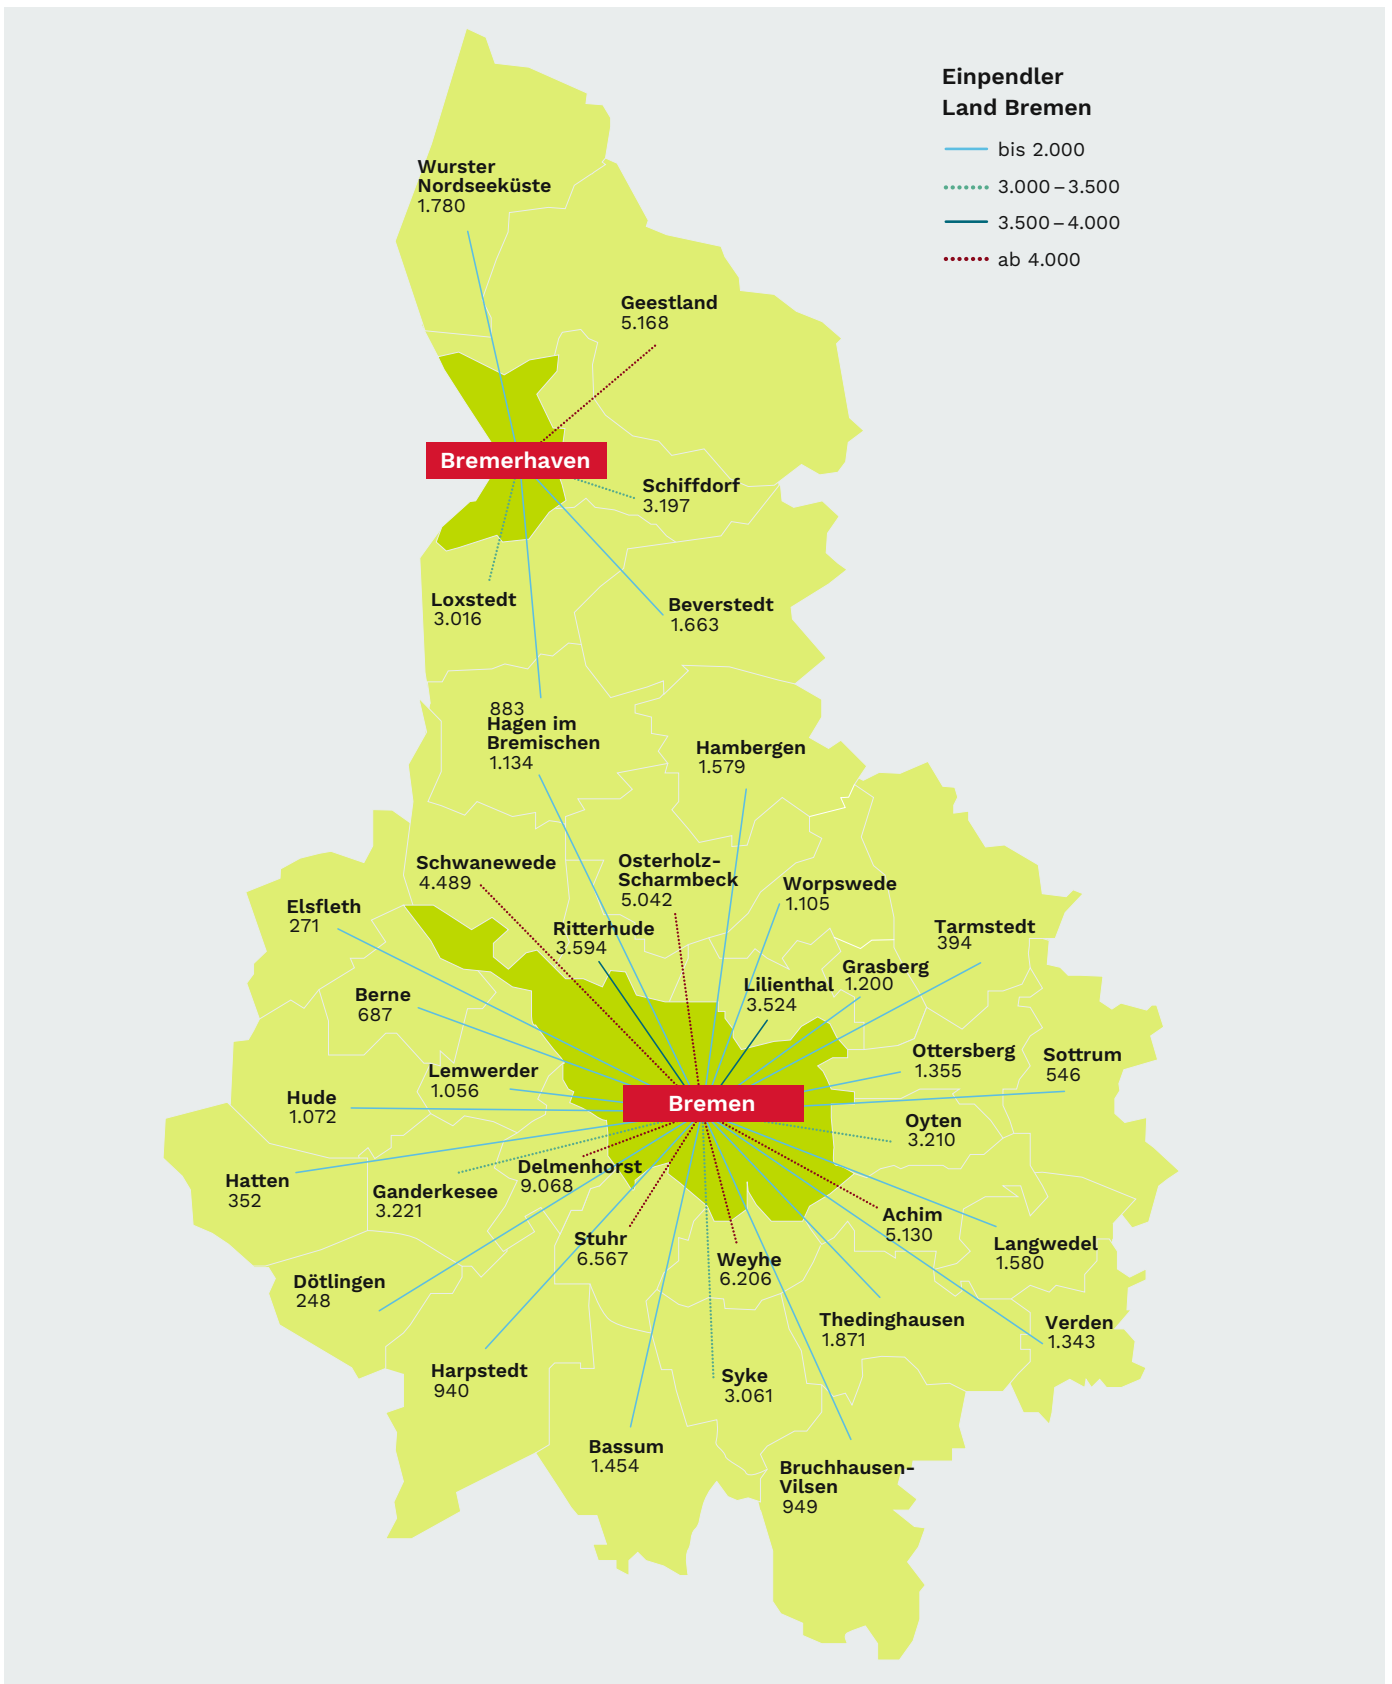 Einpendler
Land Bremen
bis 2.000
3.000 – 3.500
3.500 – 4.000
ab 4.000
Wurster
Nordseeküste
1.780
Geestland
5.168
Bremerhaven
Schiffdorf
3.197
Loxstedt
3.016
Beverstedt
1.663
883
Hagen im
Bremischen
1.134
Hambergen
1.579
Schwanewede
4.489
Osterholz-
Scharmbeck
5.042
Worpswede
1.105
Elsfleth
271
Ritterhude
3.594
Tarmstedt
394
Grasberg
1.200
Lilienthal
3.524
Berne
687
Ottersberg
1.355
Sottrum
546
Lemwerder
1.056
Hude
1.072
Bremen
Oyten
3.210
Delmenhorst
9.068
Hatten
352
Ganderkesee
3.221
Achim
5.130
Stuhr
6.567
Langwedel
1.580
Weyhe
6.206
Dötlingen
248
Thedinghausen
1.871
Verden
1.343
Harpstedt
940
Syke
3.061
Bassum
1.454
Bruchhausen-
Vilsen
949